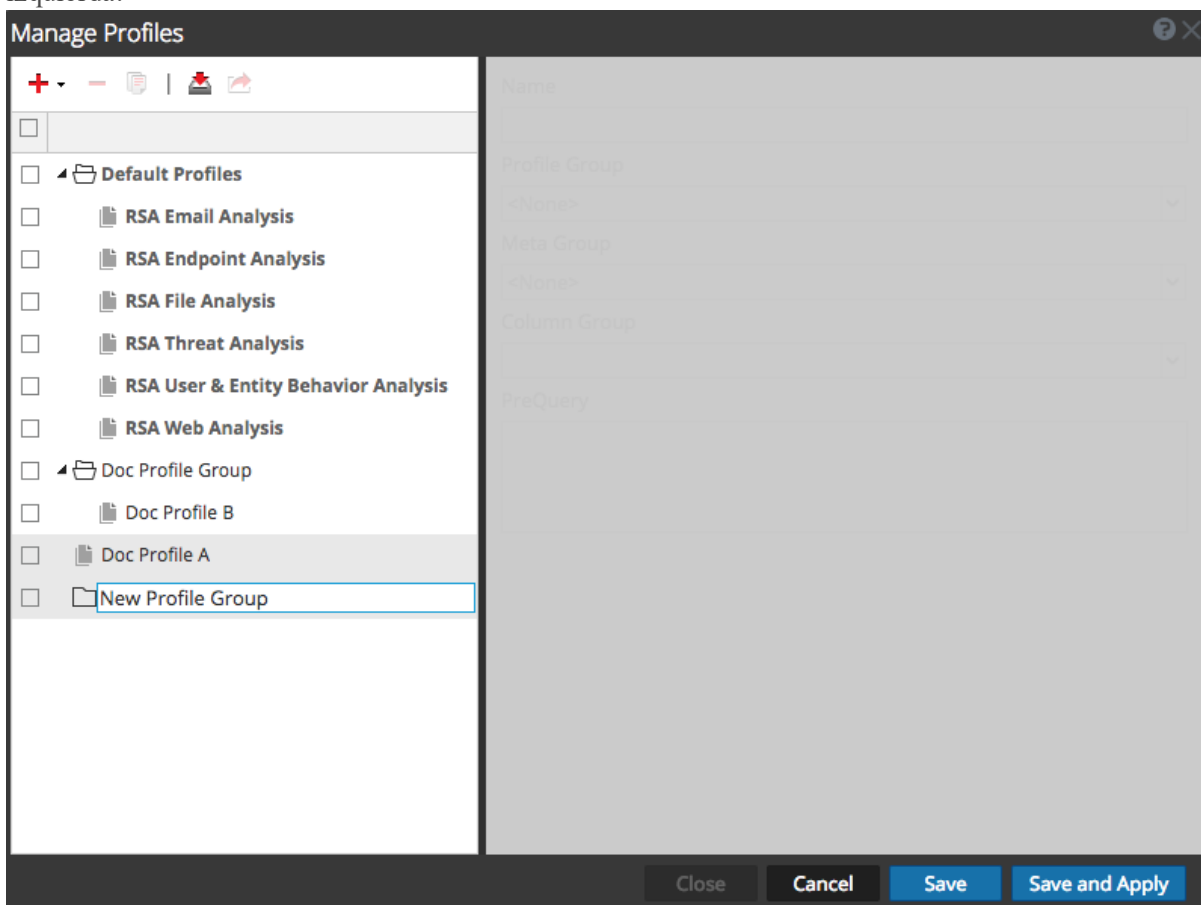 Manage Profiles
Default Profiles
RSA Email Analysis
RSA Endpoint Analysis
RSA File Analysis
RSA Threat Analysis
RSA User & Entity Behavior Analysis
RSA Web Analysis
Doc Profile Group
Doc Profile B
Doc Profile A
New Profile Group
Name
Profile Group
<None>
Meta Group
<None>
Column Group
PreQuery
Close
Cancel
Save
Save and Apply